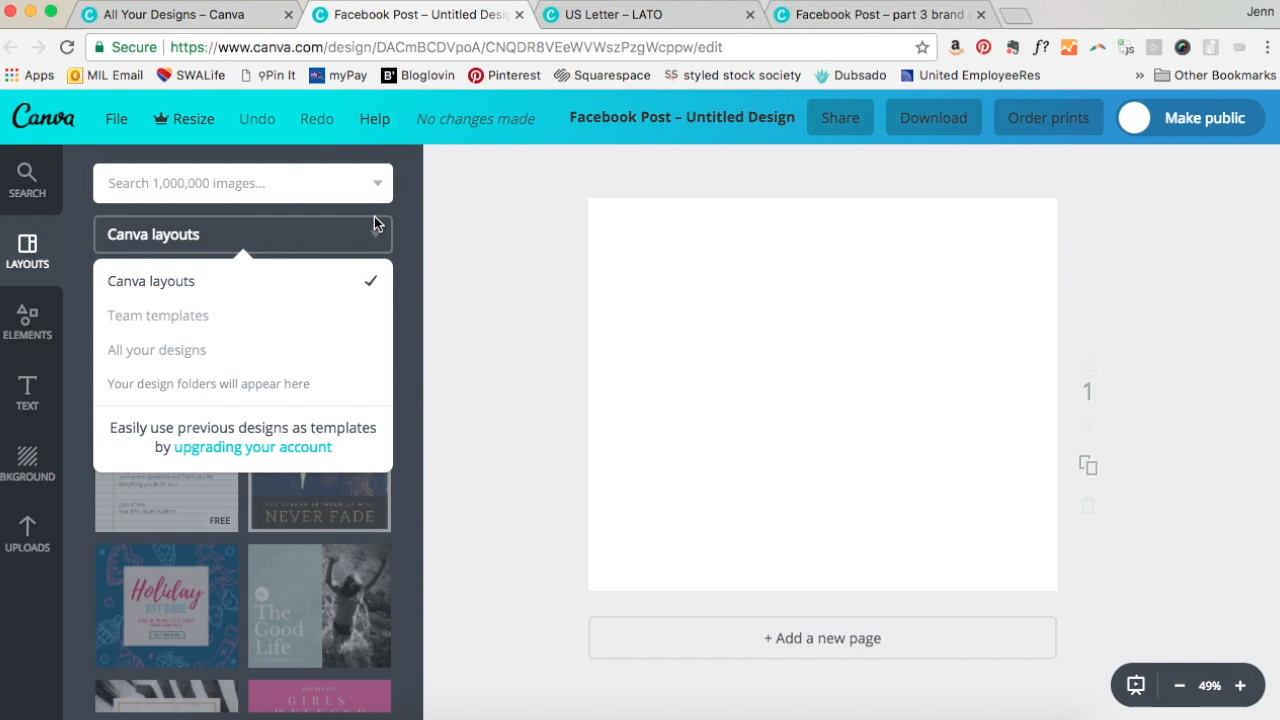 All Your Designs – Canva
Facebook Post – Untitled Desi
US Letter – LATO
Facebook Post – part 3 brand
Jenn
Secure
https://www.canva.com/design/DACmBCDVpoA/CNQDR8VEeWVWszPzgWcppw/edit
Apps
MIL Email
SWALife
Pin It
myPay
Bloglovin
Pinterest
Squarespace
styled stock society
Dubsado
United EmployeeRes
»
Other Bookmarks
Canva
File
Resize
Undo
Redo
Help
No changes made
Facebook Post – Untitled Design
Share
Download
Order prints
Make public
SEARCH
LAYOUTS
ELEMENTS
TEXT
BKGROUND
UPLOADS
Search 1,000,000 images...
Canva layouts
Canva layouts
Team templates
All your designs
Your design folders will appear here
Easily use previous designs as templates
by upgrading your account
FREE
NEVER FADE
Holiday
GIFT GUIDE
The
Good
Life
GIRLS'
WEEKEND
1
+ Add a new page
49%